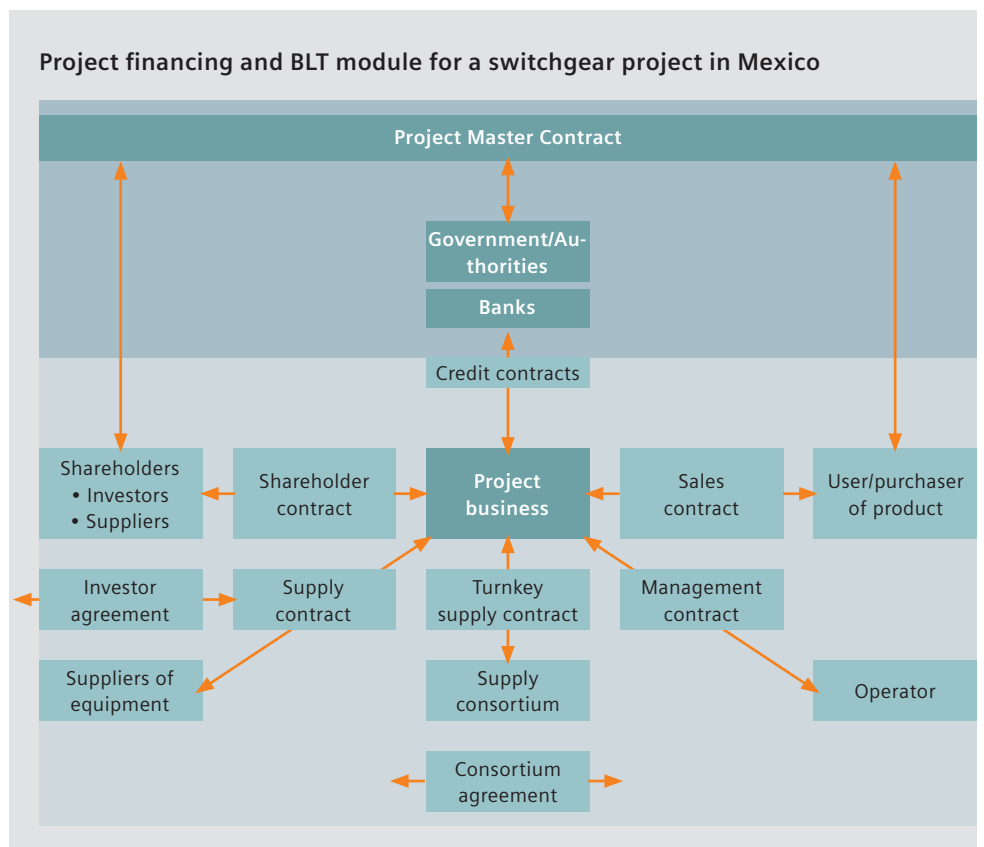 Project financing and BLT module for a switchgear project in Mexico
Project Master Contract
Government/Au-
thorities
Banks
Credit contracts
Shareholders
• Investors
• Suppliers
Shareholder
contract
Project
business
Sales
contract
User/purchaser
of product
Investor
agreement
Supply
contract
Turnkey
supply contract
Management
contract
Suppliers of
equipment
Supply
consortium
Operator
Consortium
agreement